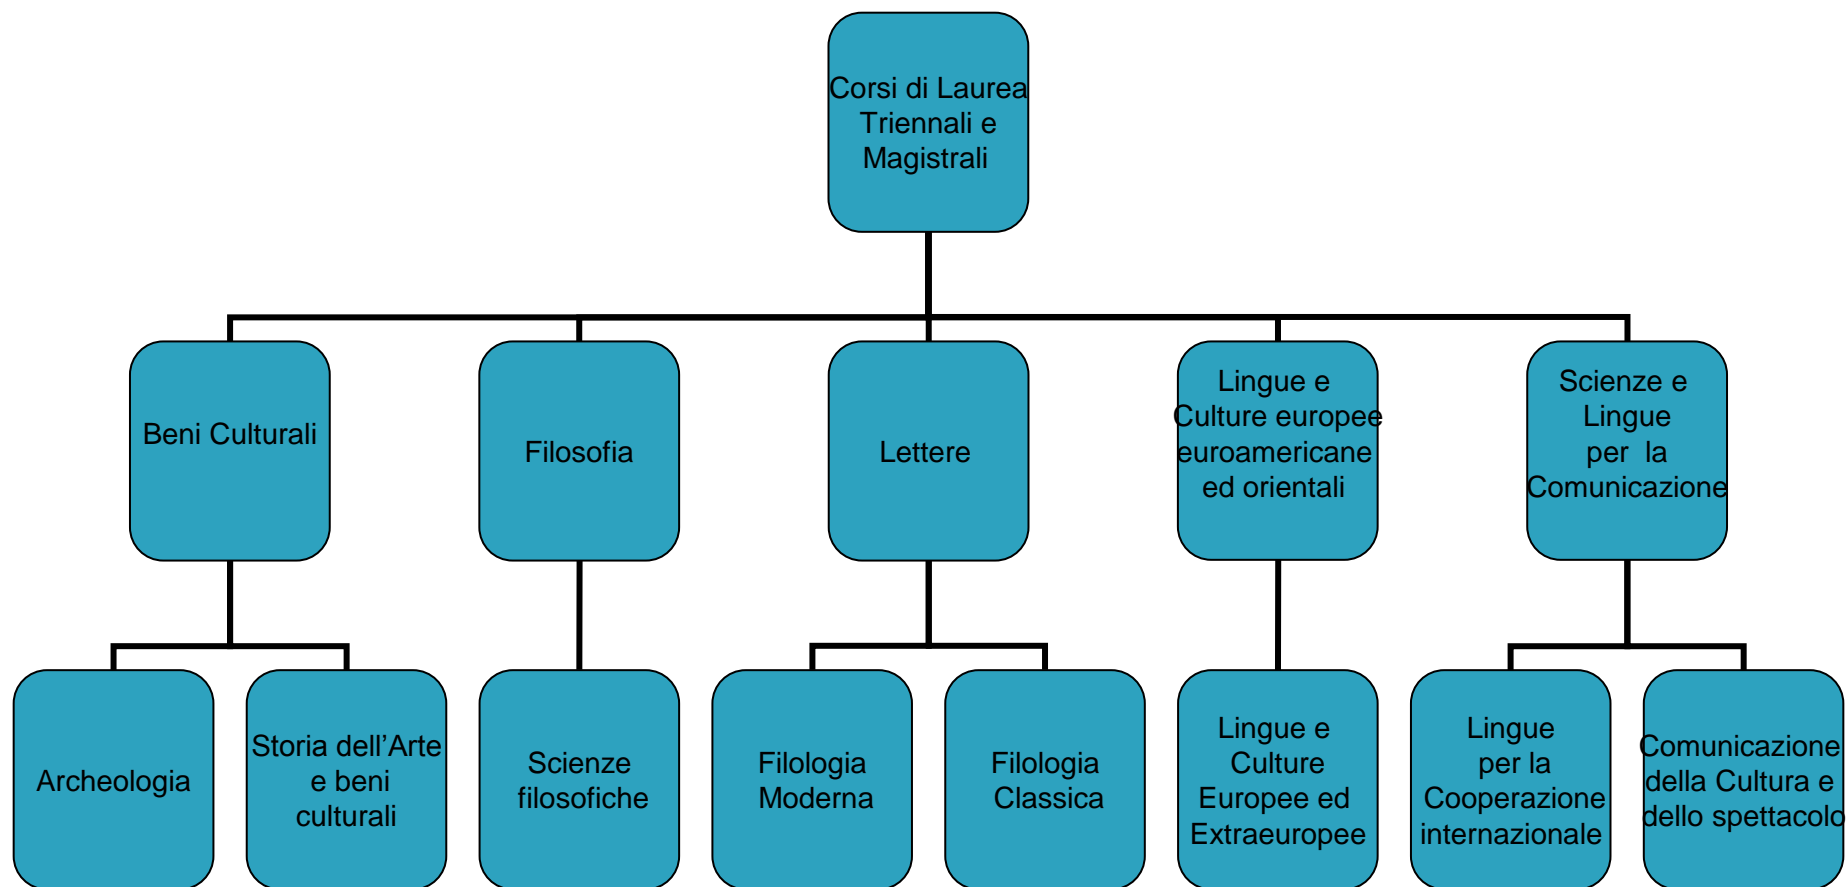 Corsi di Laurea
Triennali e
Magistrali
Beni Culturali
Filosofia
Lettere
Lingue e
Culture europee
euroamericane
ed orientali
Scienze e
Lingue
per la
Comunicazione
Archeologia
Storia dell’Arte
e beni
culturali
Scienze
filosofiche
Filologia
Moderna
Filologia
Classica
Lingue e
Culture
Europee ed
Extraeuropee
Lingue
per la
Cooperazione
internazionale
Comunicazione
della Cultura e
dello spettacolo